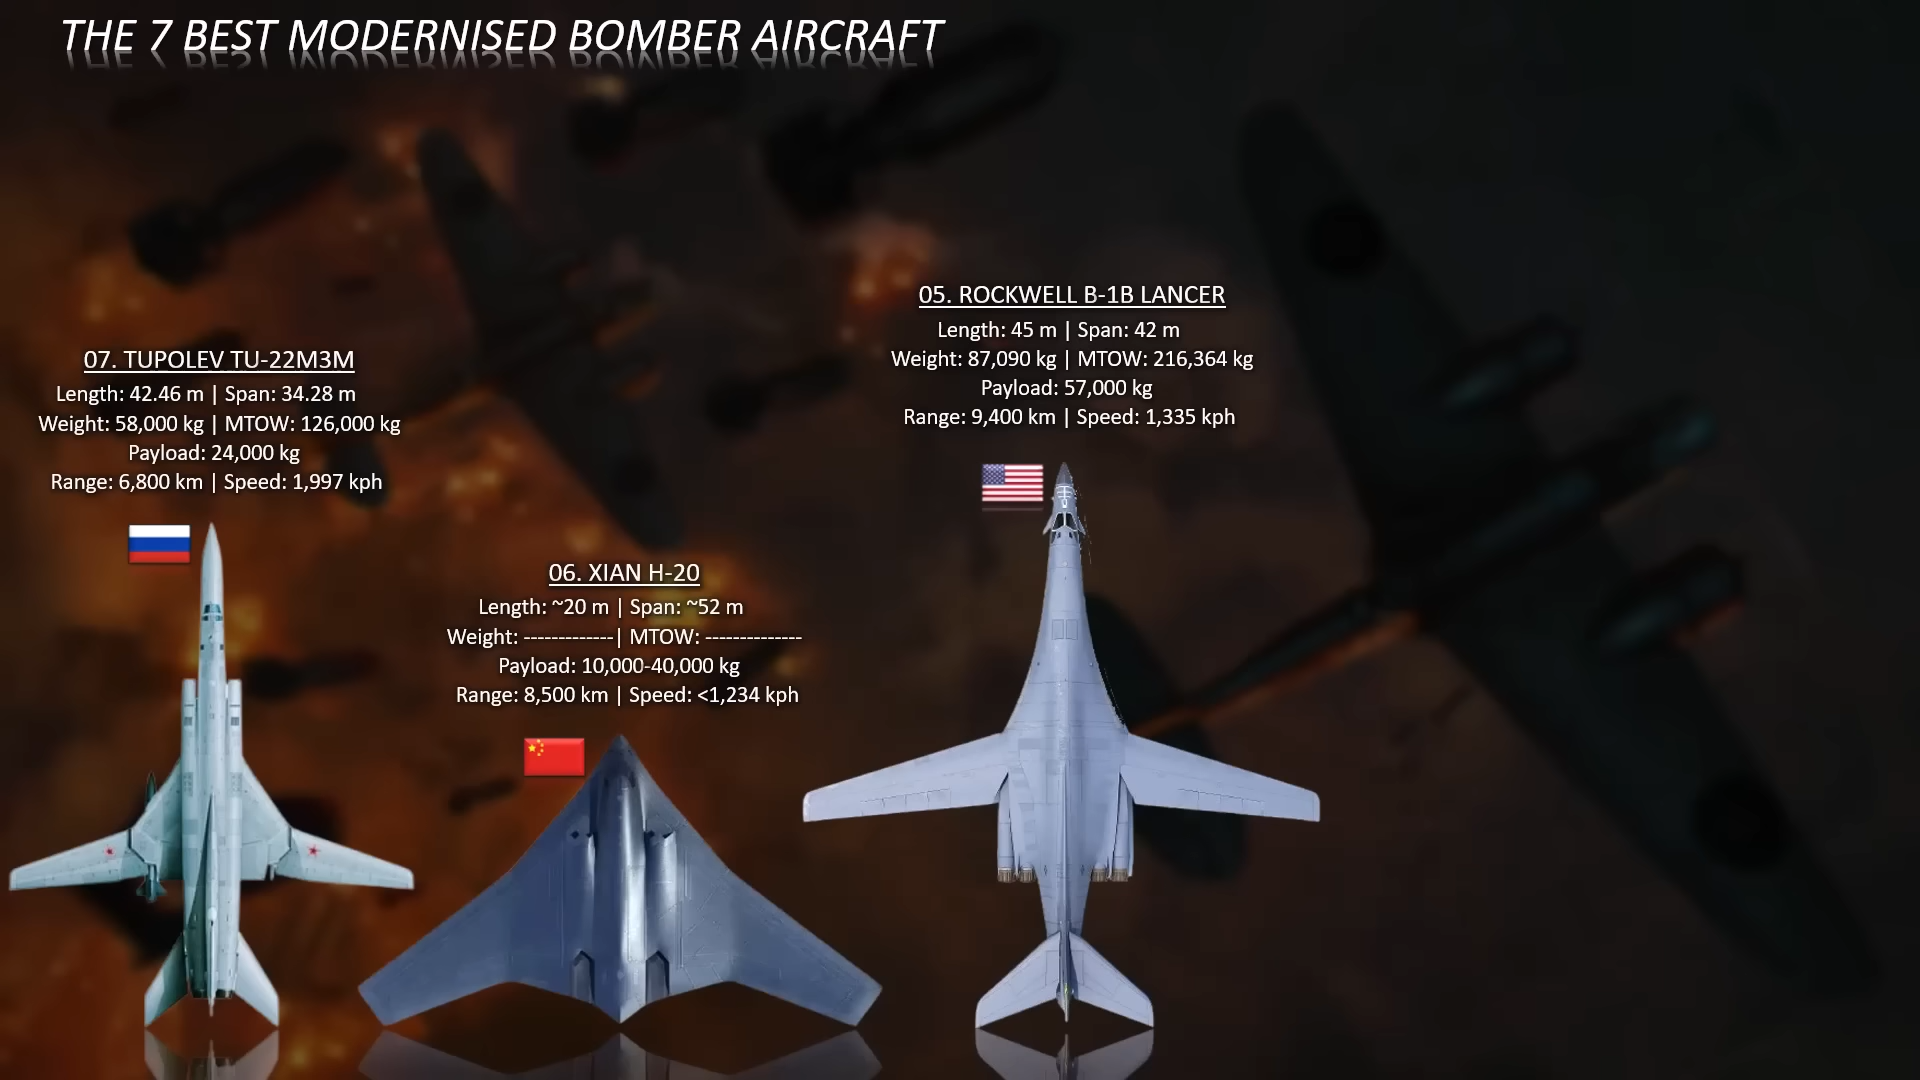 THE 7 BEST MODERNISED BOMBER AIRCRAFT
07. TUPOLEV TU-22M3M
Length: 42.46 m | Span: 34.28 m
Weight: 58,000 kg | MTOW: 126,000 kg
Payload: 24,000 kg
Range: 6,800 km | Speed: 1,997 kph
06. XIAN H-20
Length: ~20 m | Span: ~52 m
Weight: -------------| MTOW: --------------
Payload: 10,000-40,000 kg
Range: 8,500 km | Speed: <1,234 kph
05. ROCKWELL B-1B LANCER
Length: 45 m | Span: 42 m
Weight: 87,090 kg | MTOW: 216,364 kg
Payload: 57,000 kg
Range: 9,400 km | Speed: 1,335 kph